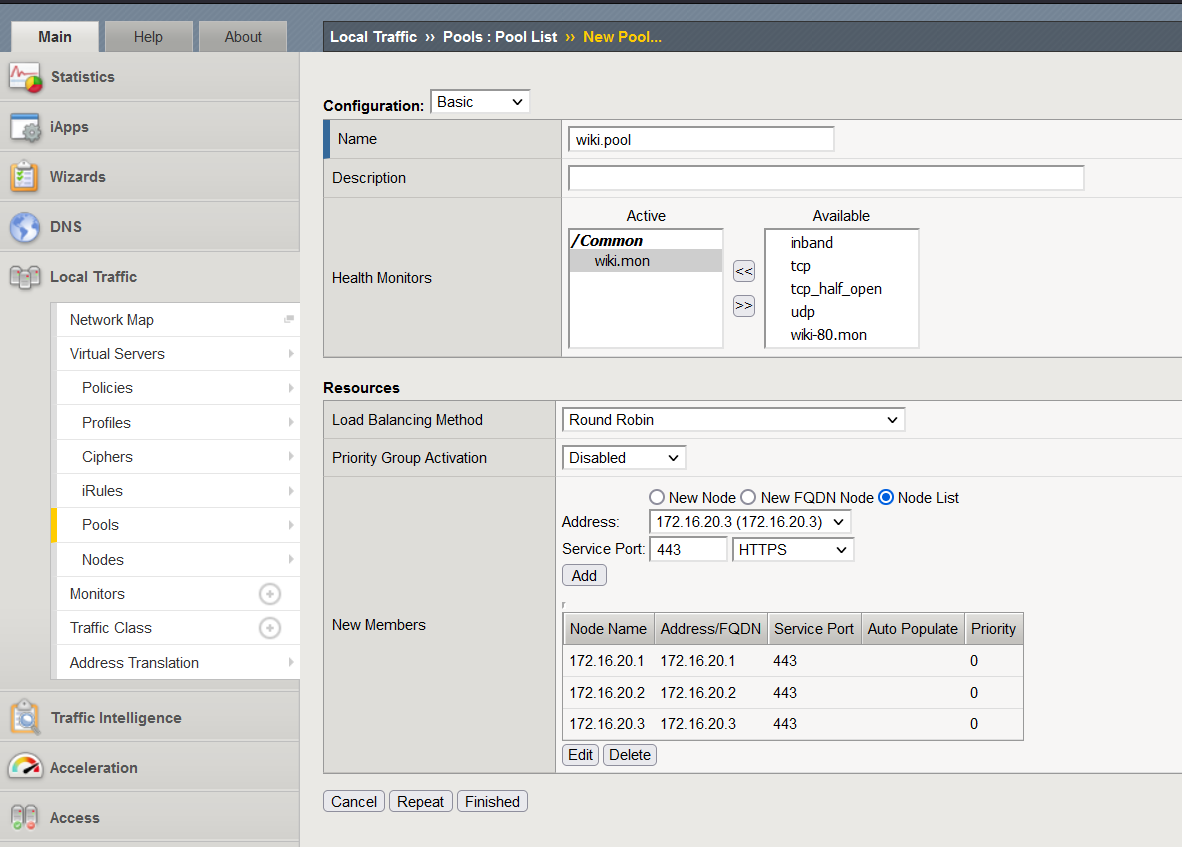 Main Help About
Local Traffic ›› Pools : Pool List ›› New Pool...
Statistics
iApps
Wizards
DNS
Local Traffic
Network Map
Virtual Servers
Policies
Profiles
Ciphers
iRules
Pools
Nodes
Monitors
Traffic Class
Address Translation
Traffic Intelligence
Acceleration
Access
Configuration: Basic
Name wiki.pool
Description
Health Monitors
Active
/Common
wiki.mon
<<
>>
Available
inband
tcp
tcp_half_open
udp
wiki-80.mon
Resources
Load Balancing Method Round Robin
Priority Group Activation Disabled
New Members
New Node New FQDN Node Node List
Address: 172.16.20.3 (172.16.20.3)
Service Port: 443 HTTPS
Add
Node Name Address/FQDN Service Port Auto Populate Priority
172.16.20.1 172.16.20.1 443 0
172.16.20.2 172.16.20.2 443 0
172.16.20.3 172.16.20.3 443 0
Edit Delete
Cancel Repeat Finished